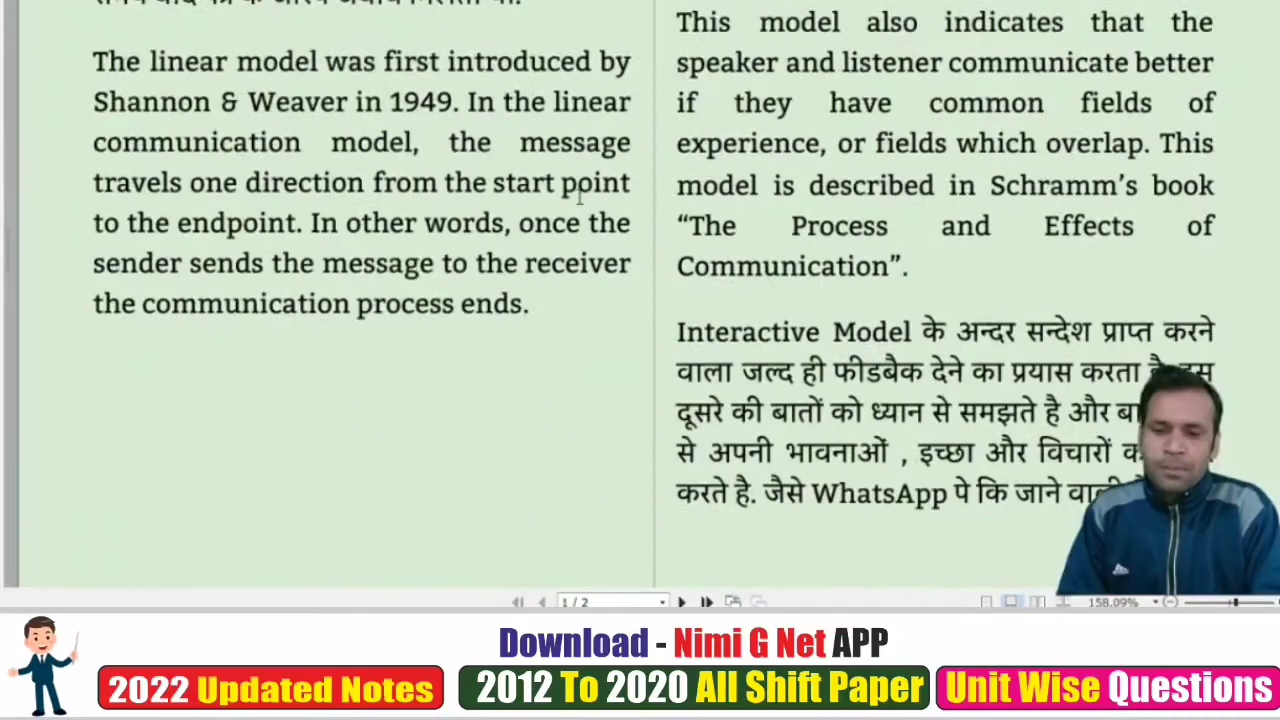 The linear model was first introduced by
Shannon & Weaver in 1949. In the linear
communication model, the message
travels one direction from the start point
to the endpoint. In other words, once the
sender sends the message to the receiver
the communication process ends.
This model also indicates that the
speaker and listener communicate better
if they have common fields of
experience, or fields which overlap. This
model is described in Schramm's book
“The Process and Effects of
Communication”.
Interactive Model के अन्दर सन्देश प्राप्त करने
वाला जल्द ही फीडबैक देने का प्रयास करता
दूसरे की बातों को ध्यान से समझते है और
से अपनी भावनाओं , इच्छा और विचारों
करते है. जैसे WhatsApp पे कि जाने
1 / 2
158.09%
Download - Nimi G Net APP
2022 Updated Notes
2012 To 2020 All Shift Paper
Unit Wise Questions